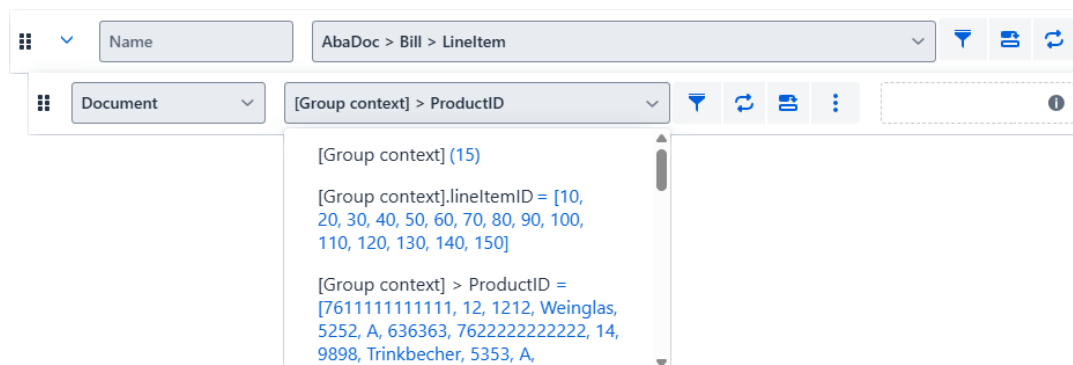 Name
AbaDoc > Bill > LineItem
Document
[Group context] > ProductID
[Group context] (15)
[Group context].lineItemID = [10,
20, 30, 40, 50, 60, 70, 80, 90, 100,
110, 120, 130, 140, 150]
[Group context] > ProductID =
[7611111111111, 12, 1212, Weinglas,
5252, A, 636363, 7622222222222, 14,
9898, Trinkbecher, 5353, A,